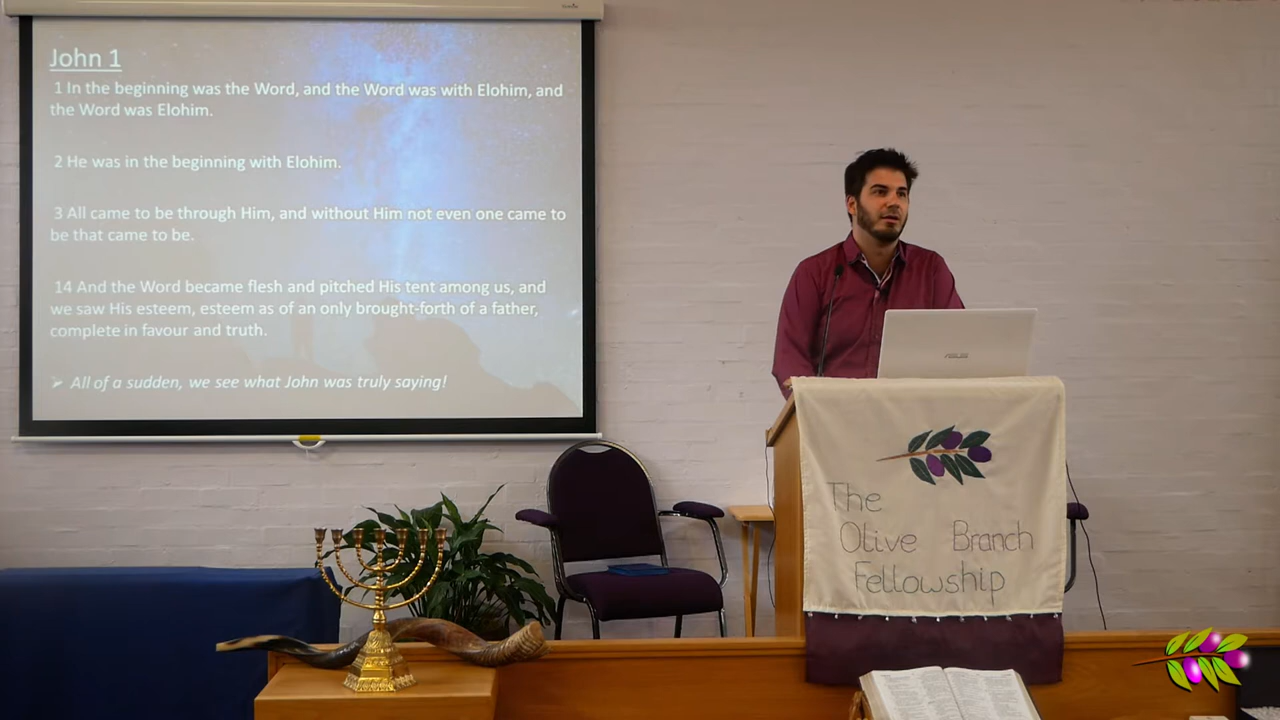 John 1
1 In the beginning was the Word, and the Word was with Elohim, and
the Word was Elohim.
2 He was in the beginning with Elohim.
3 All came to be through Him, and without Him not even one came to
be that came to be.
14 And the Word became flesh and pitched His tent among us, and
we saw His esteem, esteem as of an only brought-forth of a father,
complete in favour and truth.
➢ All of a sudden, we see what John was truly saying!
ASUS
The
Olive Branch
Fellowship